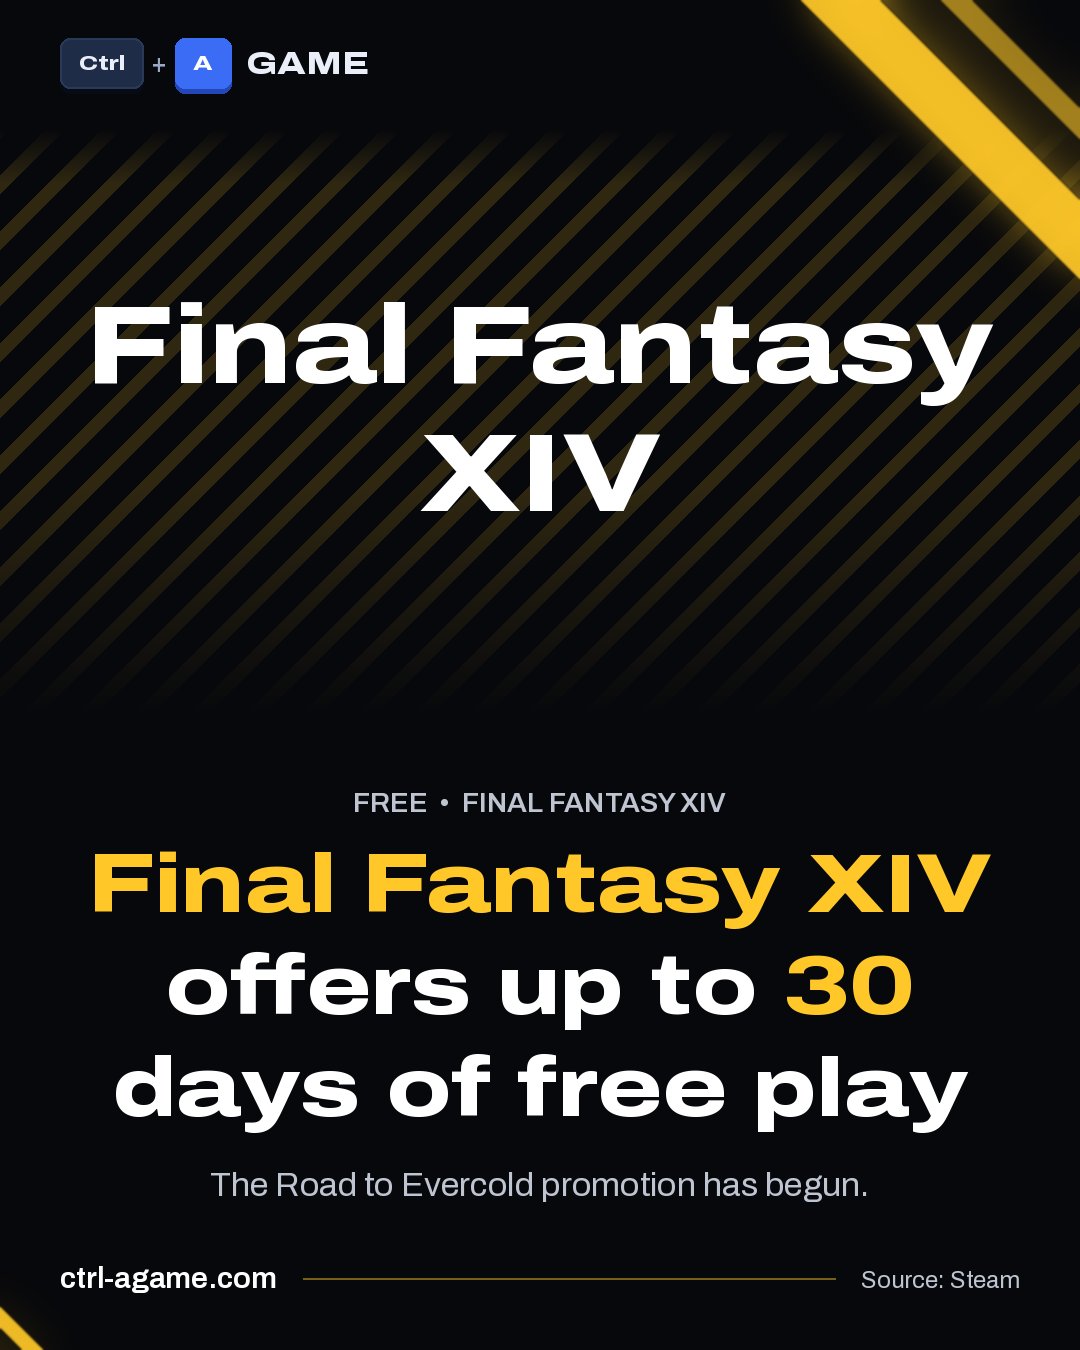 Ctrl + A GAME
Final Fantasy
XIV
FREE • FINAL FANTASY XIV
Final Fantasy XIV
offers up to 30
days of free play
The Road to Evercold promotion has begun.
ctrl-agame.com
Source: Steam